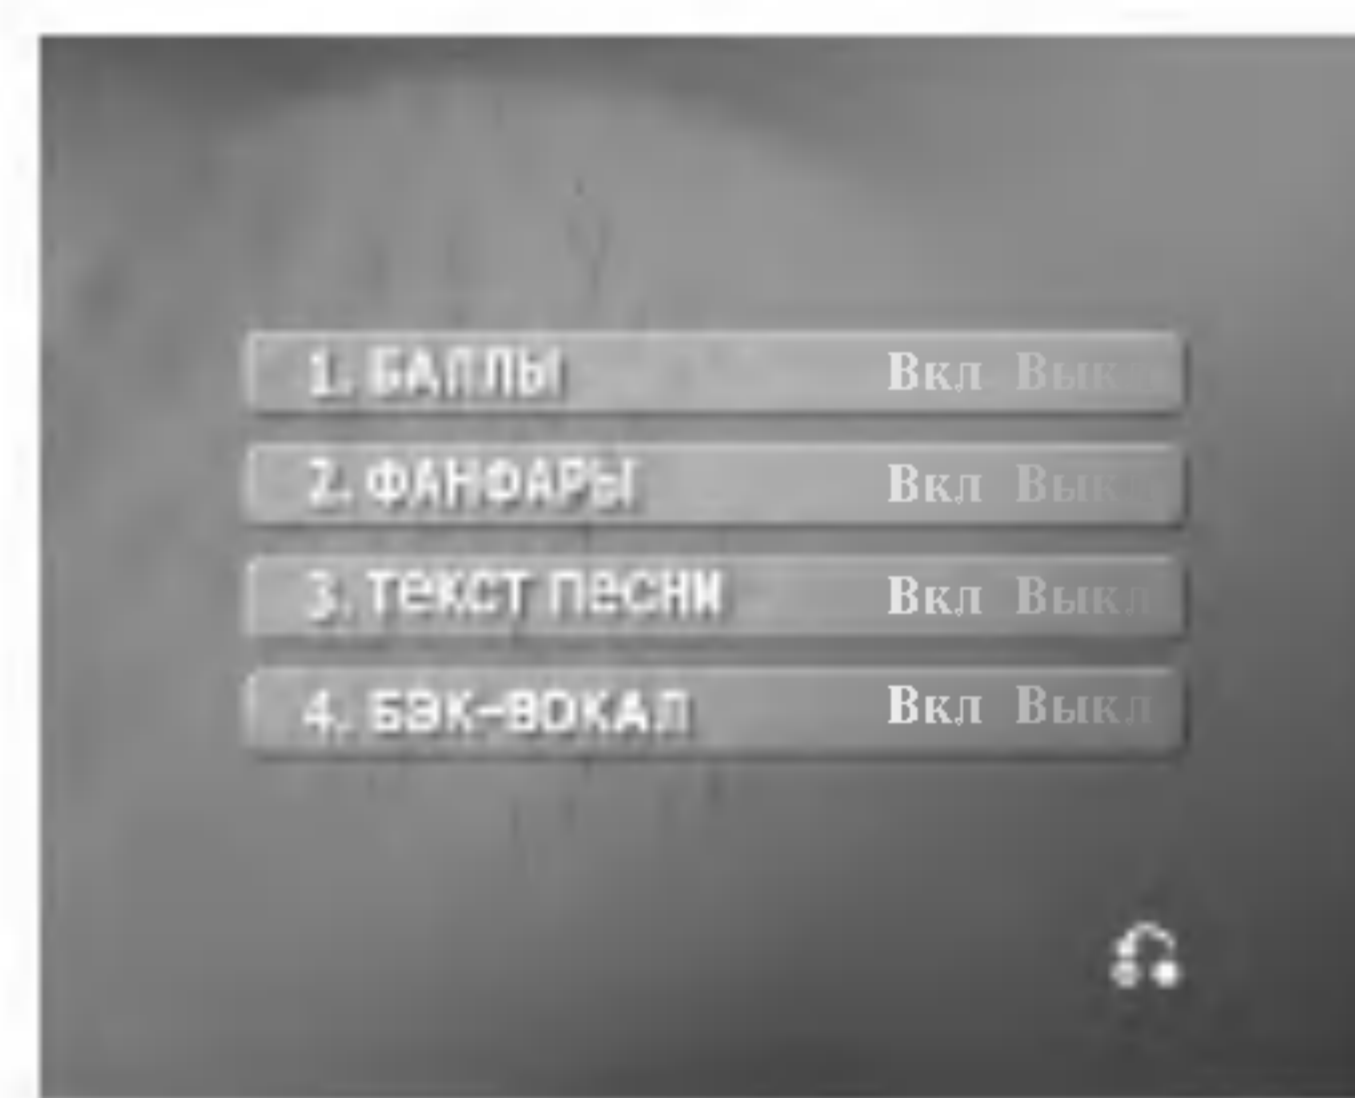 1. БАЛЛЫ Вкл Выкл
2. ФАНФАРЫ Вкл Выкл
3. ТЕКСТ ПЕСНИ Вкл Выкл
4. БЭК-ВОКАЛ Вкл Выкл